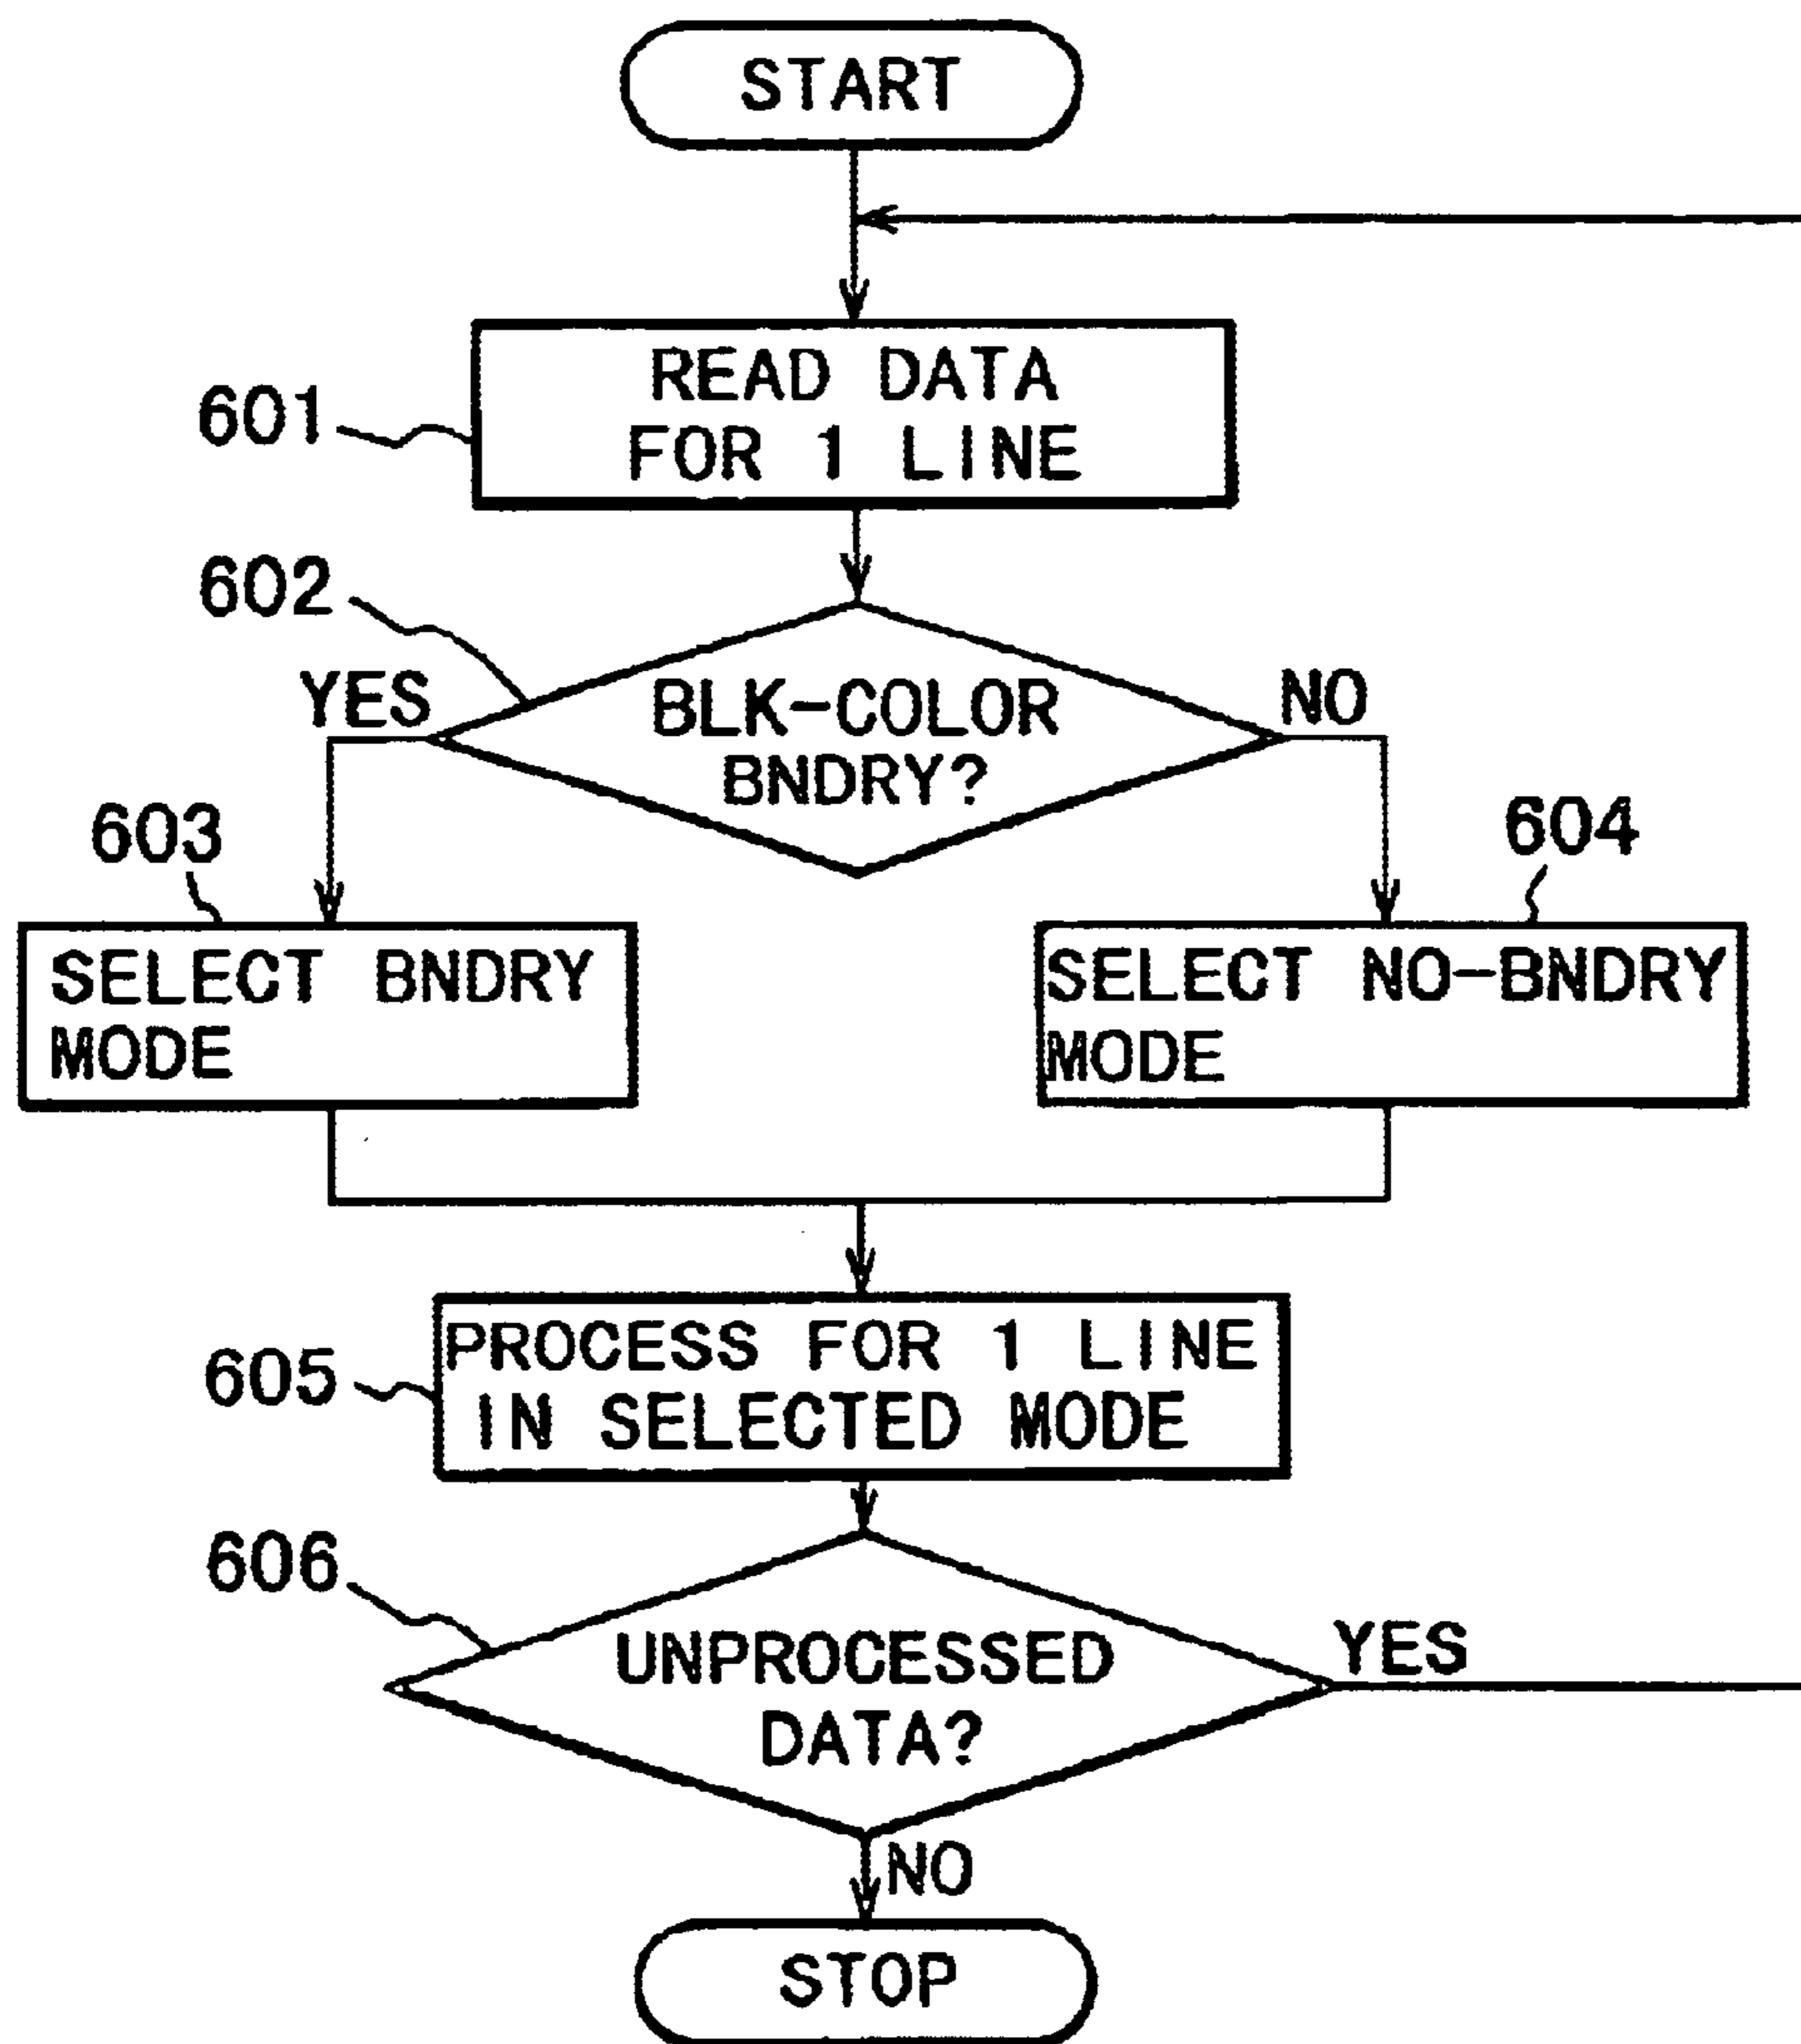 START
601
READ DATA
FOR 1 LINE
602
YES
BLK-COLOR
BNDRY?
NO
603
604
SELECT BNDRY
MODE
SELECT NO-BNDRY
MODE
605
PROCESS FOR 1 LINE
IN SELECTED MODE
606
UNPROCESSED
DATA?
YES
NO
STOP